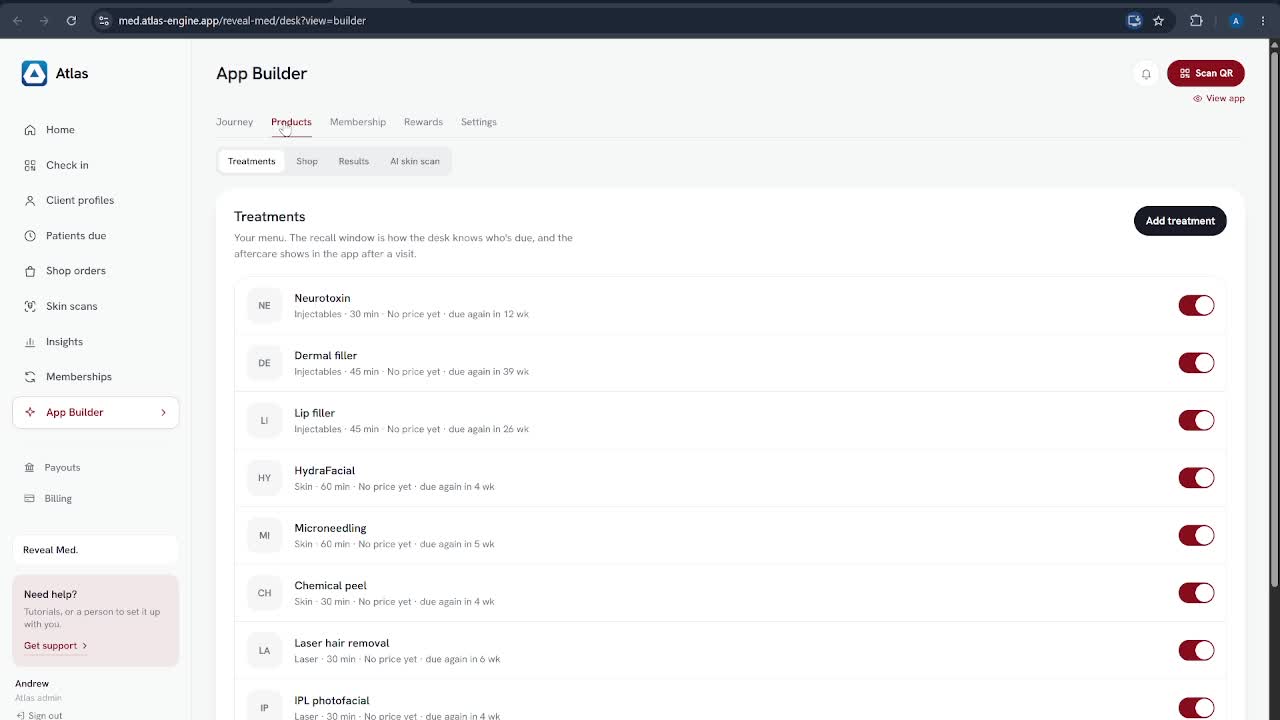 med.atlas-engine.app/reveal-med/desk?view=builder
A
Atlas
App Builder
Scan QR
View app
Journey
Products
Membership
Rewards
Settings
Treatments
Shop
Results
AI skin scan
Home
Check in
Client profiles
Patients due
Shop orders
Skin scans
Insights
Memberships
App Builder
Payouts
Billing
Reveal Med.
Need help?
Tutorials, or a person to set it up
with you.
Get support
Andrew
Atlas admin
Sign out
Treatments
Your menu. The recall window is how the desk knows who's due, and the
aftercare shows in the app after a visit.
Add treatment
NE
Neurotoxin
Injectables · 30 min · No price yet · due again in 12 wk
DE
Dermal filler
Injectables · 45 min · No price yet · due again in 39 wk
LI
Lip filler
Injectables · 45 min · No price yet · due again in 26 wk
HY
HydraFacial
Skin · 60 min · No price yet · due again in 4 wk
MI
Microneedling
Skin · 60 min · No price yet · due again in 5 wk
CH
Chemical peel
Skin · 30 min · No price yet · due again in 4 wk
LA
Laser hair removal
Laser · 30 min · No price yet · due again in 6 wk
IP
IPL photofacial
Laser · 30 min · No price yet · due again in 4 wk